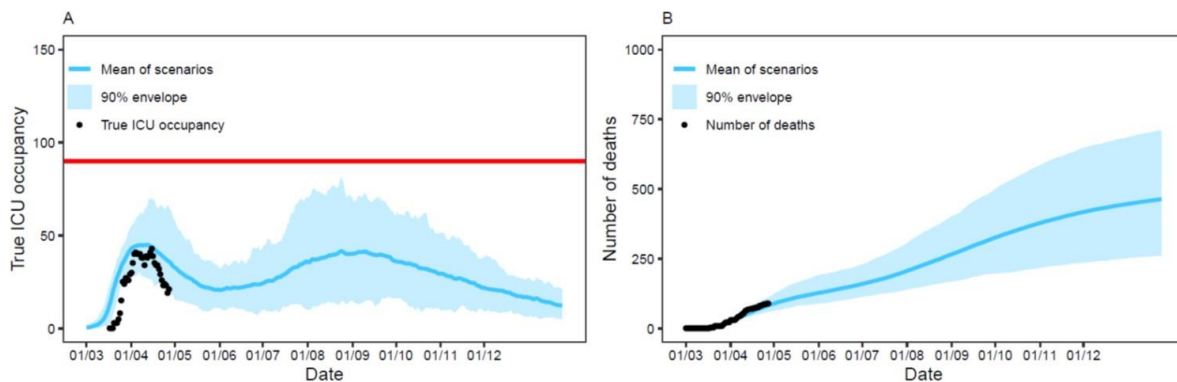 A
150
100
50
0
True ICU occupancy
Mean of scenarios
90% envelope
True ICU occupancy
01/03 01/04 01/05 01/06 01/07 01/08 01/09 01/10 01/11 01/12
Date
B
1000
750
500
250
0
Number of deaths
Mean of scenarios
90% envelope
Number of deaths
01/03 01/04 01/05 01/06 01/07 01/08 01/09 01/10 01/11 01/12
Date